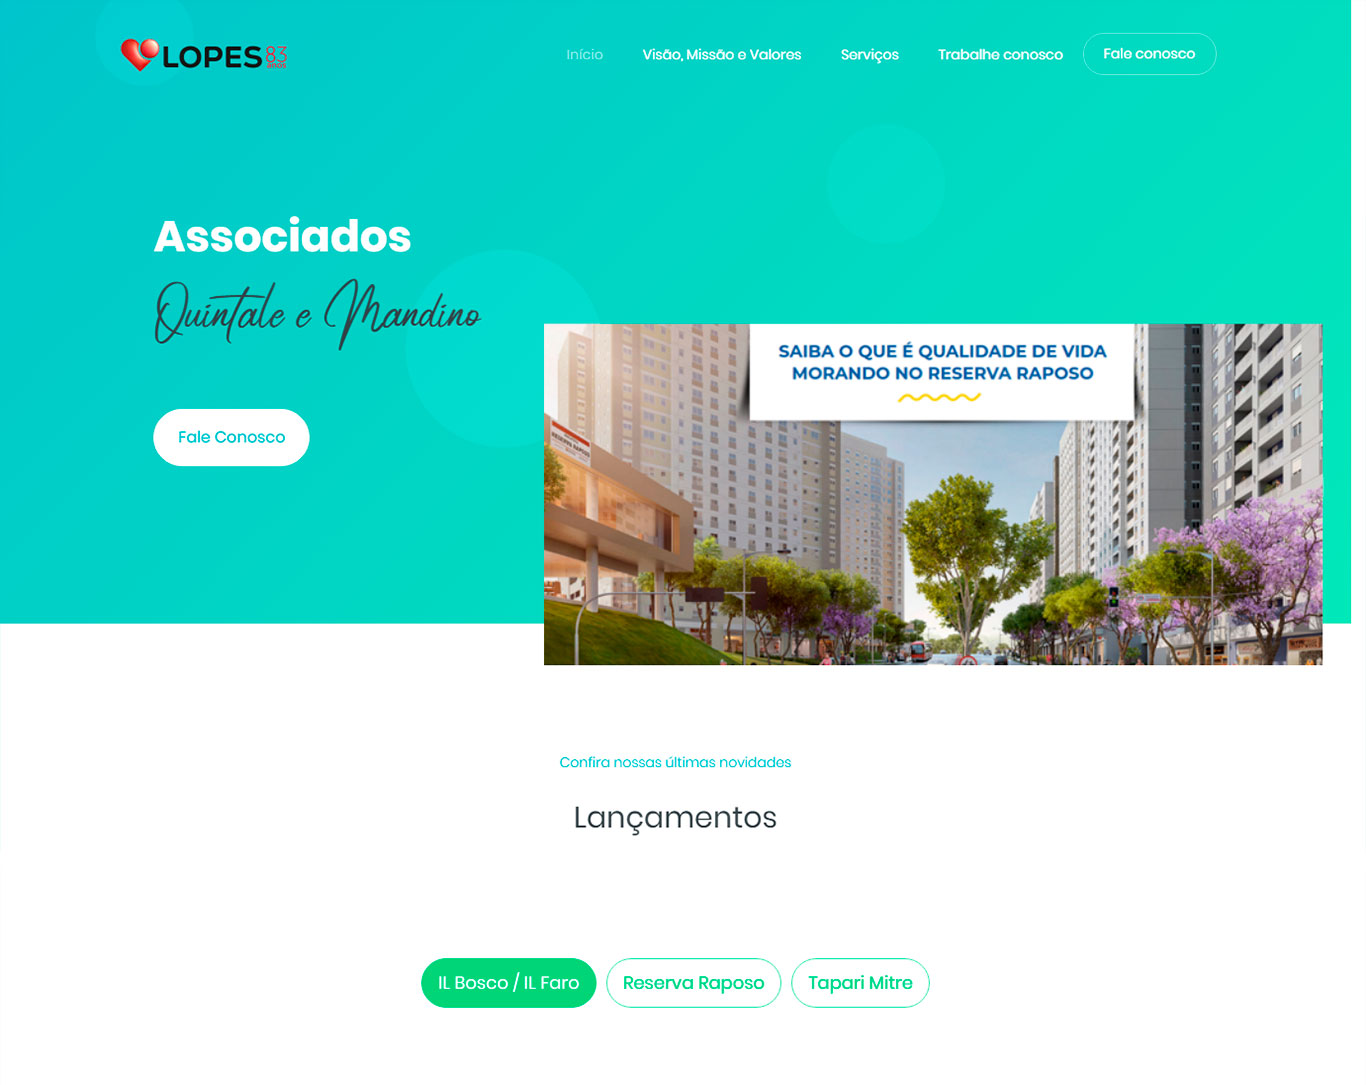 LOPES 83
anos
Início
Visão, Missão e Valores
Serviços
Trabalhe conosco
Fale conosco
Associados
Quintale e Mandino
Fale Conosco
SAIBA O QUE É QUALIDADE DE VIDA
MORANDO NO RESERVA RAPOSO
RESERVA RAPOSO
Confira nossas últimas novidades
Lançamentos
IL Bosco / IL Faro
Reserva Raposo
Tapari Mitre